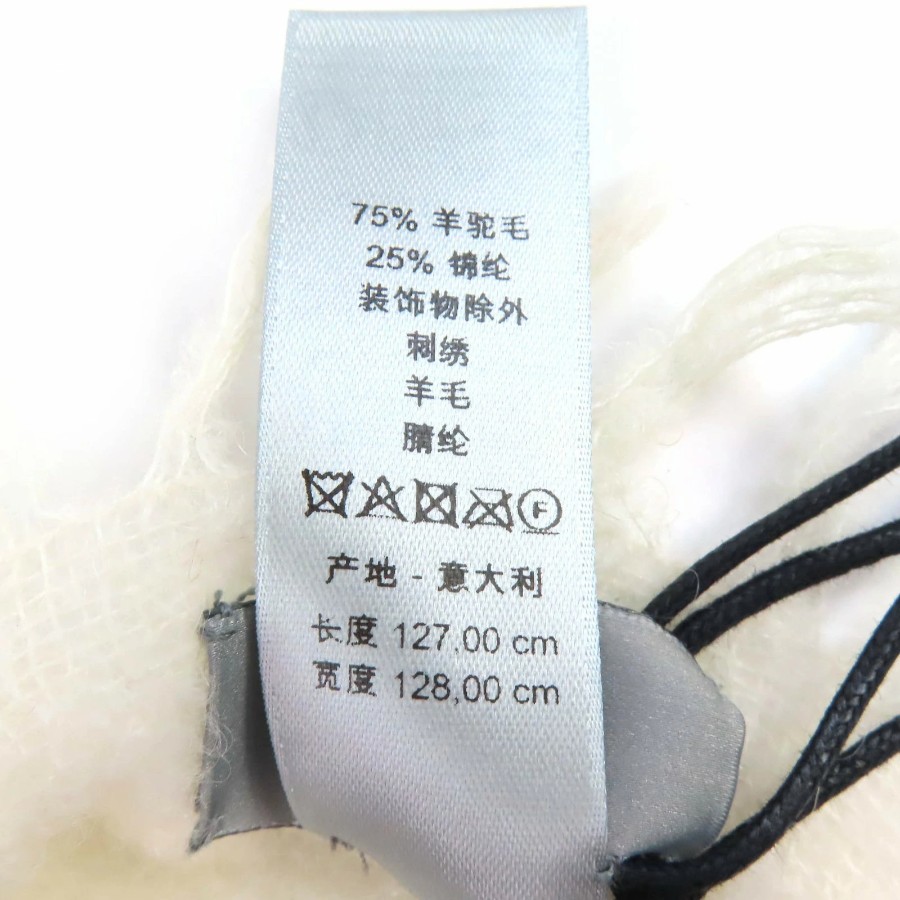 75% 羊驼毛
25% 锦纶
装饰物除外
刺绣
羊毛
腈纶
F
产地 - 意大利
长度 127,00 cm
宽度 128,00 cm